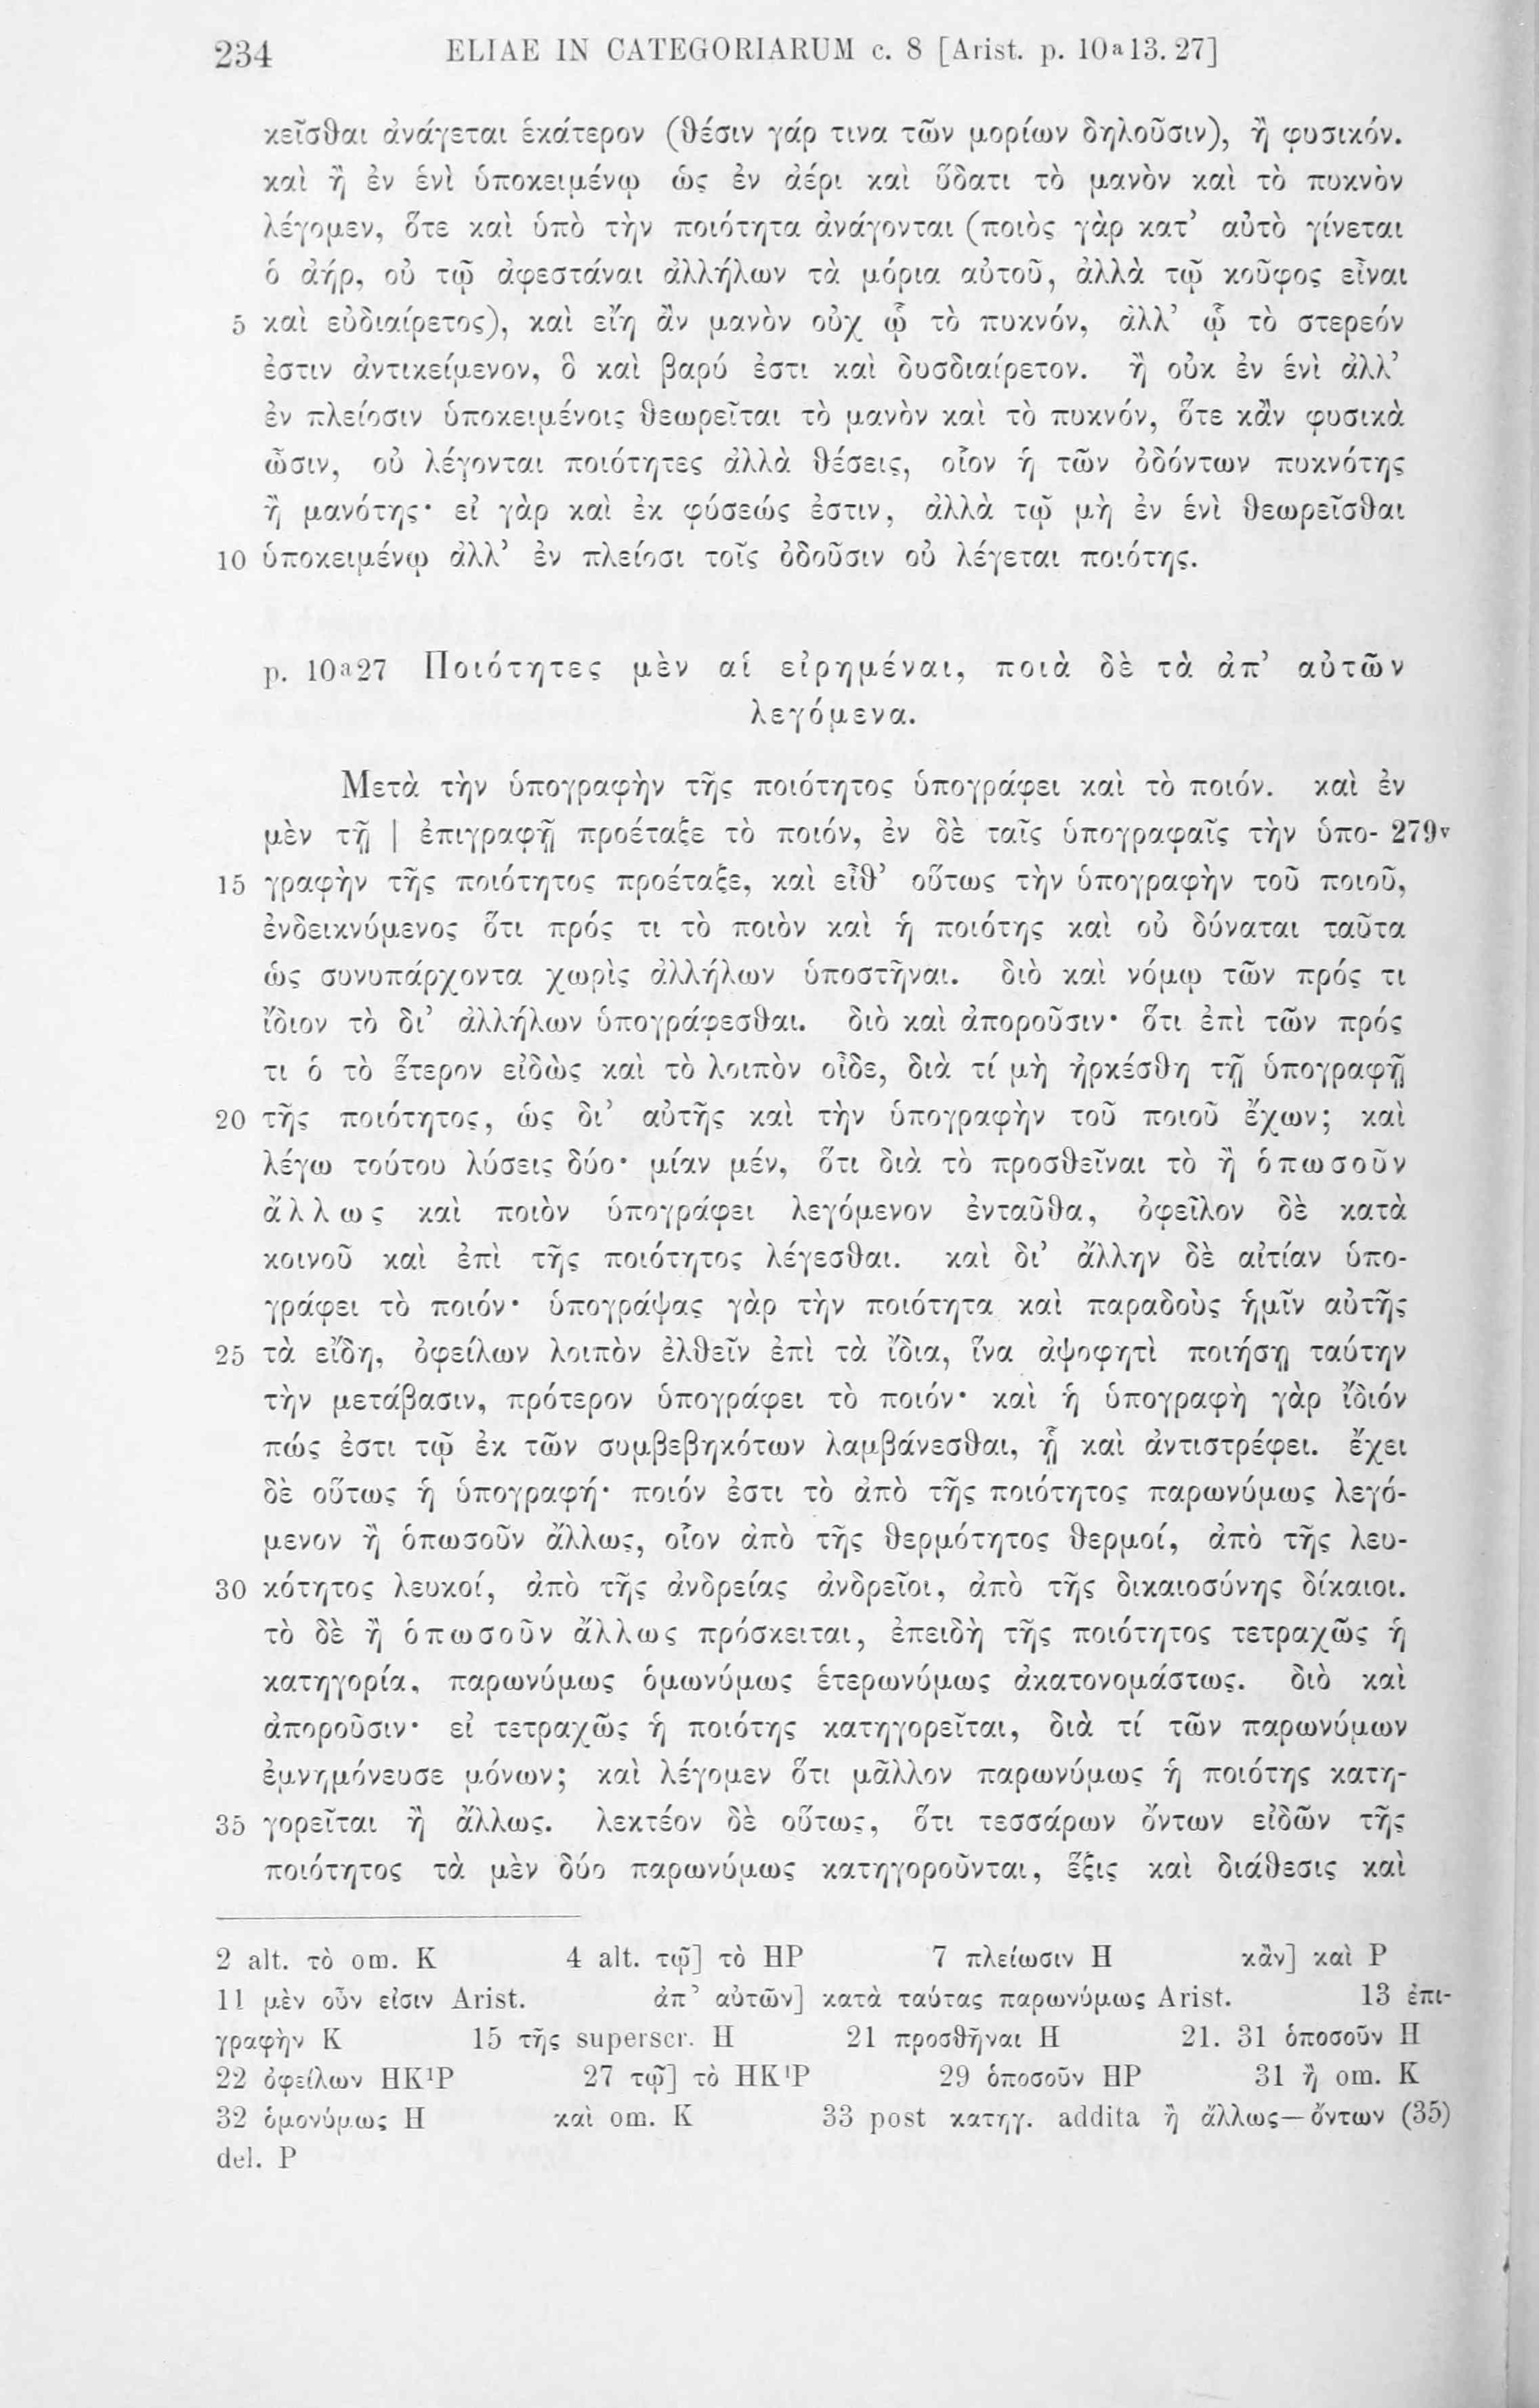 234 ELIAE IN CATEGORIARUM c. 8 [Arist. p. 10a13. 27]
κεῖσθαι ἀνάγεται ἑκάτερον (θέσιν γάρ τινα τῶν μορίων δηλοῦσιν), ἢ φυσικόν.
καὶ ἢ ἐν ἑνὶ ὑποκειμένῳ ὡς ἐν ἀέρι καὶ ὕδατι τὸ μανὸν καὶ τὸ πυκνὸν
λέγομεν, ὅτε καὶ ὑπὸ τὴν ποιότητα ἀνάγονται (ποιὸς γὰρ κατ’ αὐτὸ γίνεται
ὁ ἀήρ, οὐ τῷ ἀφεστάναι ἀλλήλων τὰ μόρια αὐτοῦ, ἀλλὰ τῷ κοῦφος εἶναι
5 καὶ εὐδιαίρετος), καὶ εἴη ἂν μανὸν οὐχ ᾧ τὸ πυκνόν, ἀλλ’ ᾧ τὸ στερεόν
ἐστιν ἀντικείμενον, ὃ καὶ βαρύ ἐστι καὶ δυσδιαίρετον. ἢ οὐκ ἐν ἑνὶ ἀλλ’
ἐν πλείοσιν ὑποκειμένοις θεωρεῖται τὸ μανὸν καὶ τὸ πυκνόν, ὅτε κἂν φυσικὰ
ὦσιν, οὐ λέγονται ποιότητες ἀλλὰ θέσεις, οἷον ἡ τῶν ὀδόντων πυκνότης
ἢ μανότης· εἰ γὰρ καὶ ἐκ φύσεώς ἐστιν, ἀλλὰ τῷ μὴ ἐν ἑνὶ θεωρεῖσθαι
10 ὑποκειμένῳ ἀλλ’ ἐν πλείοσι τοῖς ὀδοῦσιν οὐ λέγεται ποιότης.
p. 10a27 Ποιότητες μὲν αἱ εἰρημέναι, ποιὰ δὲ τὰ ἀπ’ αὐτῶν
λεγόμενα.
Μετὰ τὴν ὑπογραφὴν τῆς ποιότητος ὑπογράφει καὶ τὸ ποιόν. καὶ ἐν
μὲν τῇ | ἐπιγραφῇ προέταξε τὸ ποιόν, ἐν δὲ ταῖς ὑπογραφαῖς τὴν ὑπο- 279v
15 γραφὴν τῆς ποιότητος προέταξε, καὶ εἶθ’ οὕτως τὴν ὑπογραφὴν τοῦ ποιοῦ,
ἐνδεικνύμενος ὅτι πρός τι τὸ ποιὸν καὶ ἡ ποιότης καὶ οὐ δύναται ταῦτα
ὡς συνυπάρχοντα χωρὶς ἀλλήλων ὑποστῆναι. διὸ καὶ νόμῳ τῶν πρός τι
ἴδιον τὸ δι’ ἀλλήλων ὑπογράφεσθαι. διὸ καὶ ἀποροῦσιν· ὅτι ἐπὶ τῶν πρός
τι ὁ τὸ ἕτερον εἰδὼς καὶ τὸ λοιπὸν οἶδε, διὰ τί μὴ ἠρκέσθη τῇ ὑπογραφῇ
20 τῆς ποιότητος, ὡς δι’ αὐτῆς καὶ τὴν ὑπογραφὴν τοῦ ποιοῦ ἔχων; καὶ
λέγω τούτου λύσεις δύο· μίαν μέν, ὅτι διὰ τὸ προσθεῖναι τὸ ἢ ὁπωσοῦν
ἄλλως καὶ ποιὸν ὑπογράφει λεγόμενον ἐνταῦθα, ὀφεῖλον δὲ κατὰ
κοινοῦ καὶ ἐπὶ τῆς ποιότητος λέγεσθαι. καὶ δι’ ἄλλην δὲ αἰτίαν ὑπο-
γράφει τὸ ποιόν· ὑπογράψας γὰρ τὴν ποιότητα καὶ παραδοὺς ἡμῖν αὐτῆς
25 τὰ εἴδη, ὀφείλων λοιπὸν ἐλθεῖν ἐπὶ τὰ ἴδια, ἵνα ἀψοφητὶ ποιήσῃ ταύτην
τὴν μετάβασιν, πρότερον ὑπογράφει τὸ ποιόν· καὶ ἡ ὑπογραφὴ γὰρ ἴδιόν
πώς ἐστι τῷ ἐκ τῶν συμβεβηκότων λαμβάνεσθαι, ᾗ καὶ ἀντιστρέφει. ἔχει
δὲ οὕτως ἡ ὑπογραφή· ποιόν ἐστι τὸ ἀπὸ τῆς ποιότητος παρωνύμως λεγό-
μενον ἢ ὁπωσοῦν ἄλλως, οἷον ἀπὸ τῆς θερμότητος θερμοί, ἀπὸ τῆς λευ-
30 κότητος λευκοί, ἀπὸ τῆς ἀνδρείας ἀνδρεῖοι, ἀπὸ τῆς δικαιοσύνης δίκαιοι.
τὸ δὲ ἢ ὁπωσοῦν ἄλλως πρόσκειται, ἐπειδὴ τῆς ποιότητος τετραχῶς ἡ
κατηγορία, παρωνύμως ὁμωνύμως ἑτερωνύμως ἀκατονομάστως. διὸ καὶ
ἀποροῦσιν· εἰ τετραχῶς ἡ ποιότης κατηγορεῖται, διὰ τί τῶν παρωνύμων
ἐμνημόνευσε μόνων; καὶ λέγομεν ὅτι μᾶλλον παρωνύμως ἡ ποιότης κατη-
35 γορεῖται ἢ ἄλλως. λεκτέον δὲ οὕτως, ὅτι τεσσάρων ὄντων εἰδῶν τῆς
ποιότητος τὰ μὲν δύο παρωνύμως κατηγοροῦνται, ἕξις καὶ διάθεσις καὶ
2 alt. τὸ om. K 4 alt. τῷ] τὸ HP 7 πλείωσιν H κἂν] καὶ P
11 μὲν οὖν εἰσιν Arist. ἀπ’ αὐτῶν] κατὰ ταύτας παρωνύμως Arist. 13 ἐπι-
γραφὴν K 15 τῆς superscr. H 21 προσθῆναι H 21. 31 ὁποσοῦν H
22 ὀφείλων HK¹P 27 τῷ] τὸ HK¹P 29 ὁποσοῦν HP 31 ἢ om. K
32 ὁμονύμως H καὶ om. K 33 post κατηγ. addita ἢ ἄλλως—ὄντων (35)
del. P